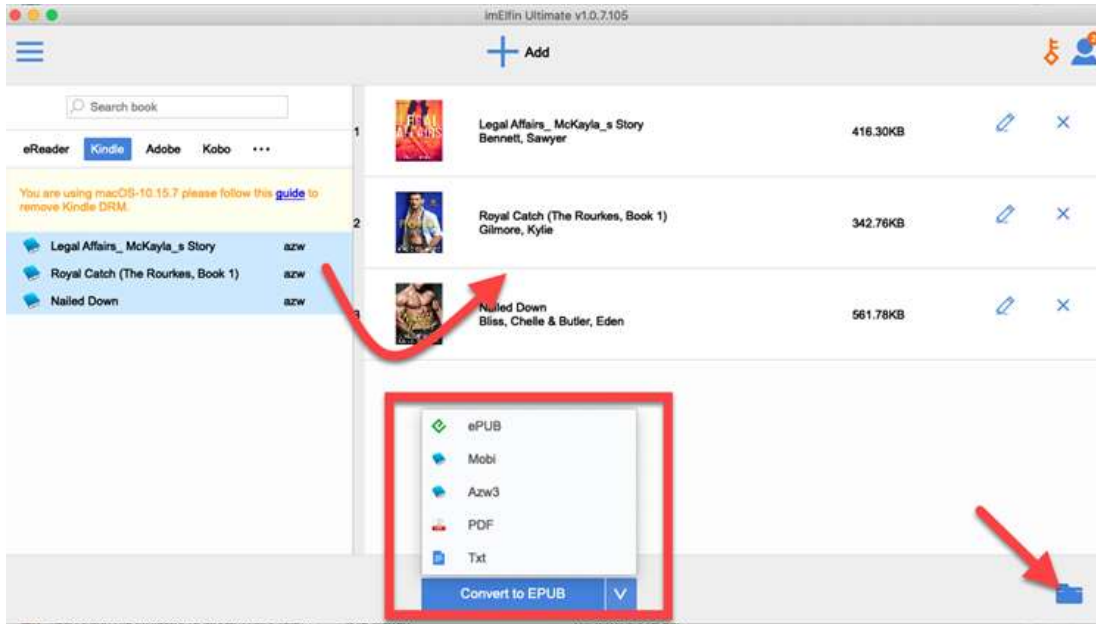 imElfin Ultimate v1.0.7.105
Add
Search book
eReader Kindle Adobe Kobo •••
You are using macOS-10.15.7 please follow this guide to
remove Kindle DRM.
Legal Affairs_ McKayla_s Story azw
Royal Catch (The Rourkes, Book 1) azw
Nailed Down azw
1
LEGAL
AFFAIRS
Legal Affairs_ McKayla_s Story
Bennett, Sawyer
416.30KB
2
Royal Catch (The Rourkes, Book 1)
Gilmore, Kylie
342.76KB
3
Nailed Down
Bliss, Chelle & Butler, Eden
561.78KB
ePUB
Mobi
Azw3
PDF
Txt
Convert to EPUB